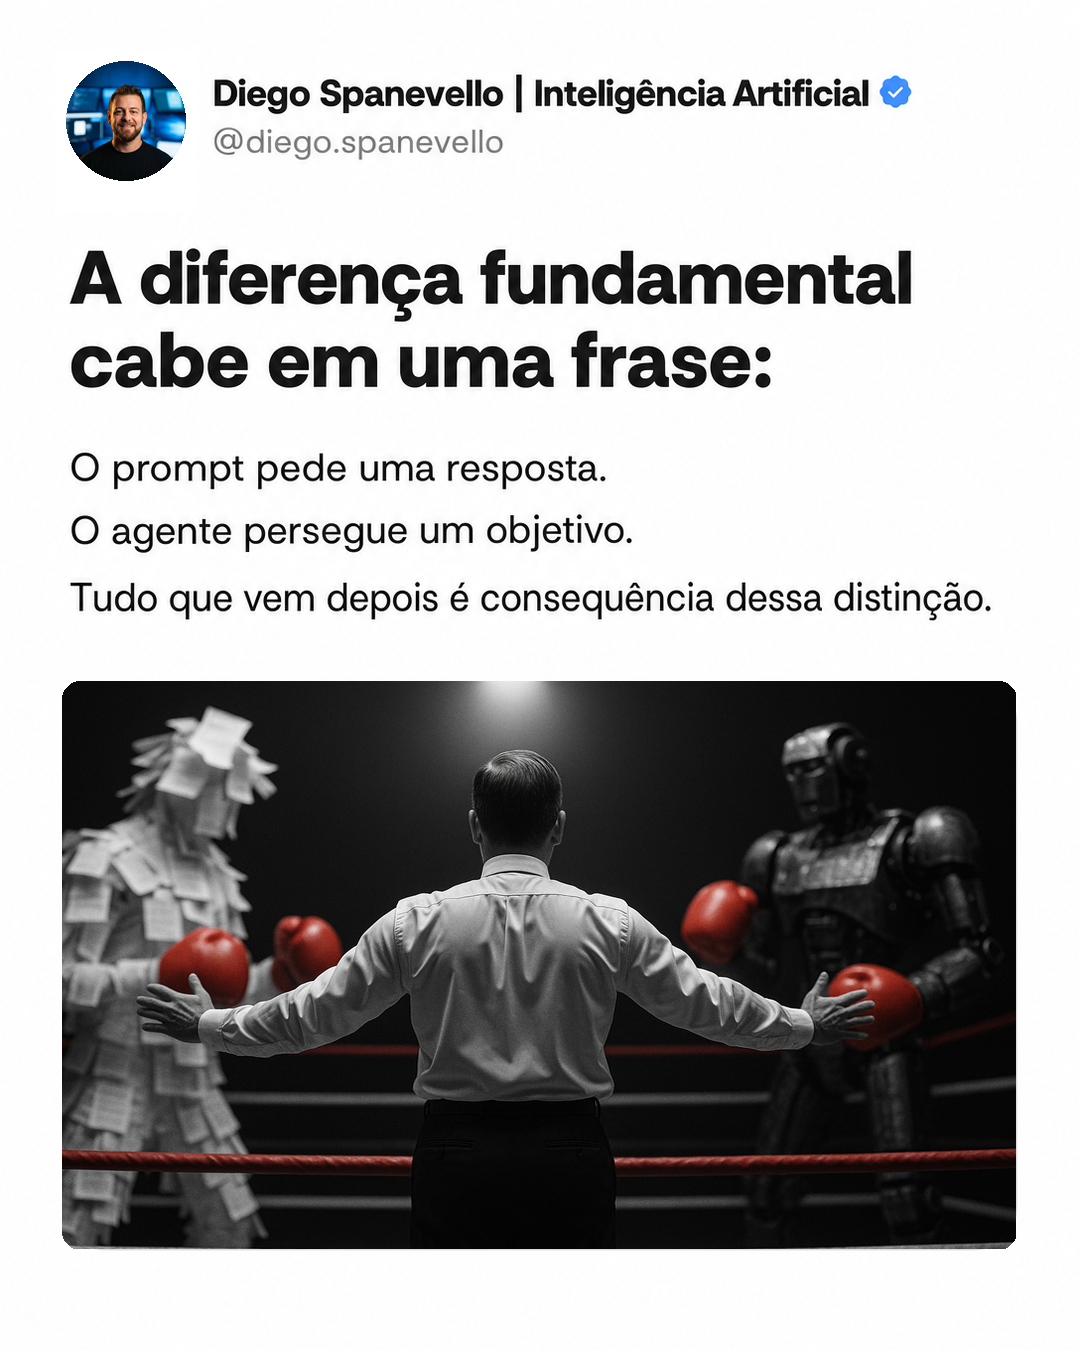 Diego Spanevello | Inteligência Artificial
@diego.spanevello
A diferença fundamental
cabe em uma frase:
O prompt pede uma resposta.
O agente persegue um objetivo.
Tudo que vem depois é consequência dessa distinção.